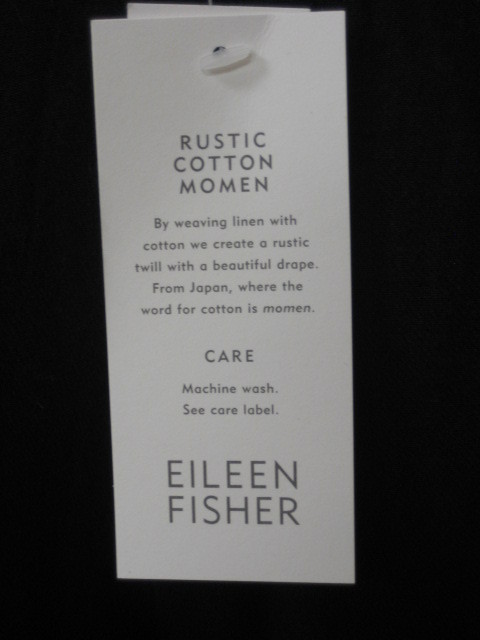 RUSTIC
COTTON
MOMEN
By weaving linen with
cotton we create a rustic
twill with a beautiful drape.
From Japan, where the
word for cotton is momen.
CARE
Machine wash.
See care label.
EILEEN
FISHER